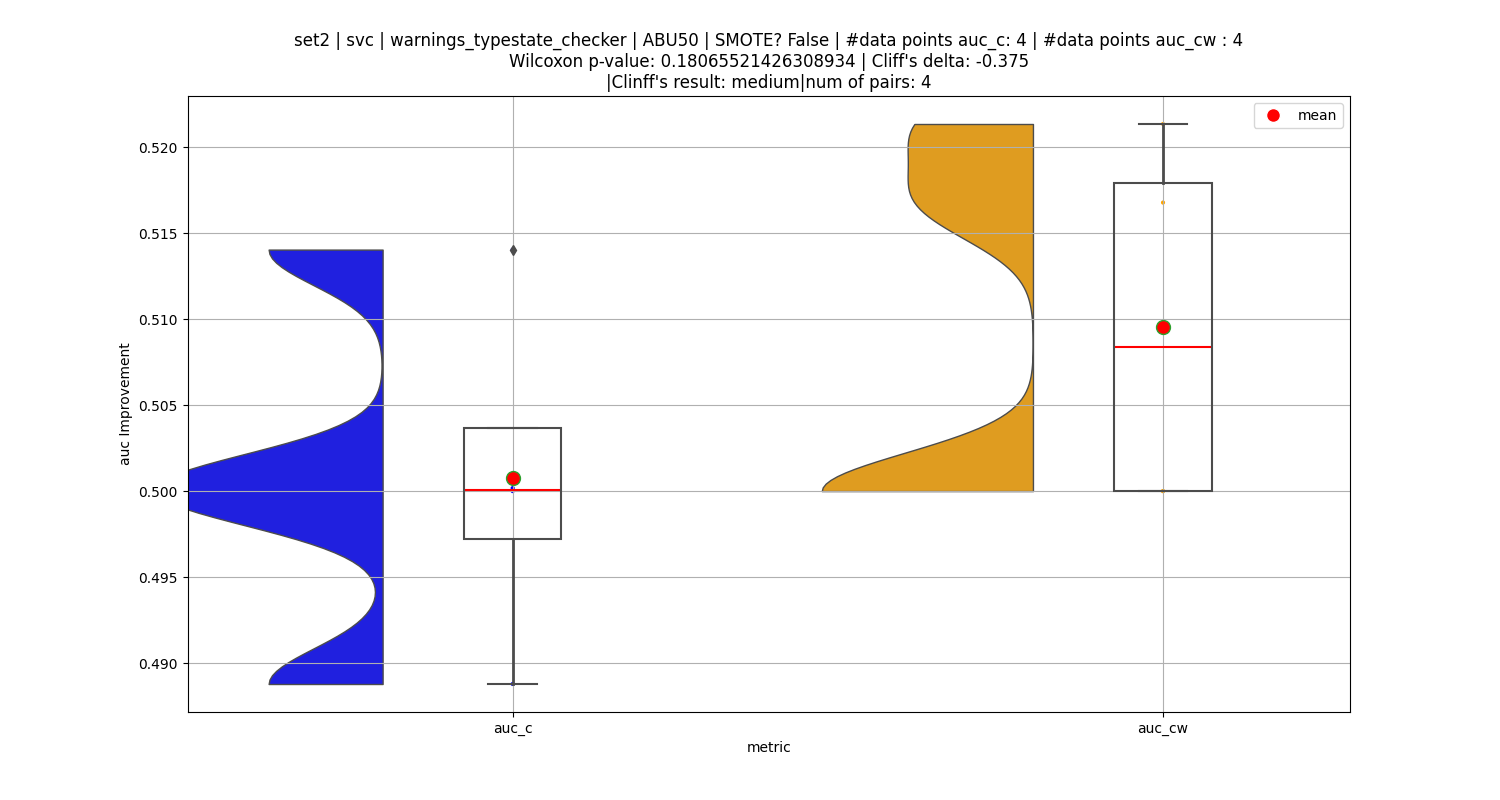 set2 | svc | warnings_typestate_checker | ABU50 | SMOTE? False | #data points auc_c: 4 | #data points auc_cw : 4
Wilcoxon p-value: 0.18065521426308934 | Cliff's delta: -0.375
|Clinff's result: medium|num of pairs: 4
mean
0.520
0.515
0.510
0.505
0.500
0.495
0.490
auc Improvement
auc_c
auc_cw
metric